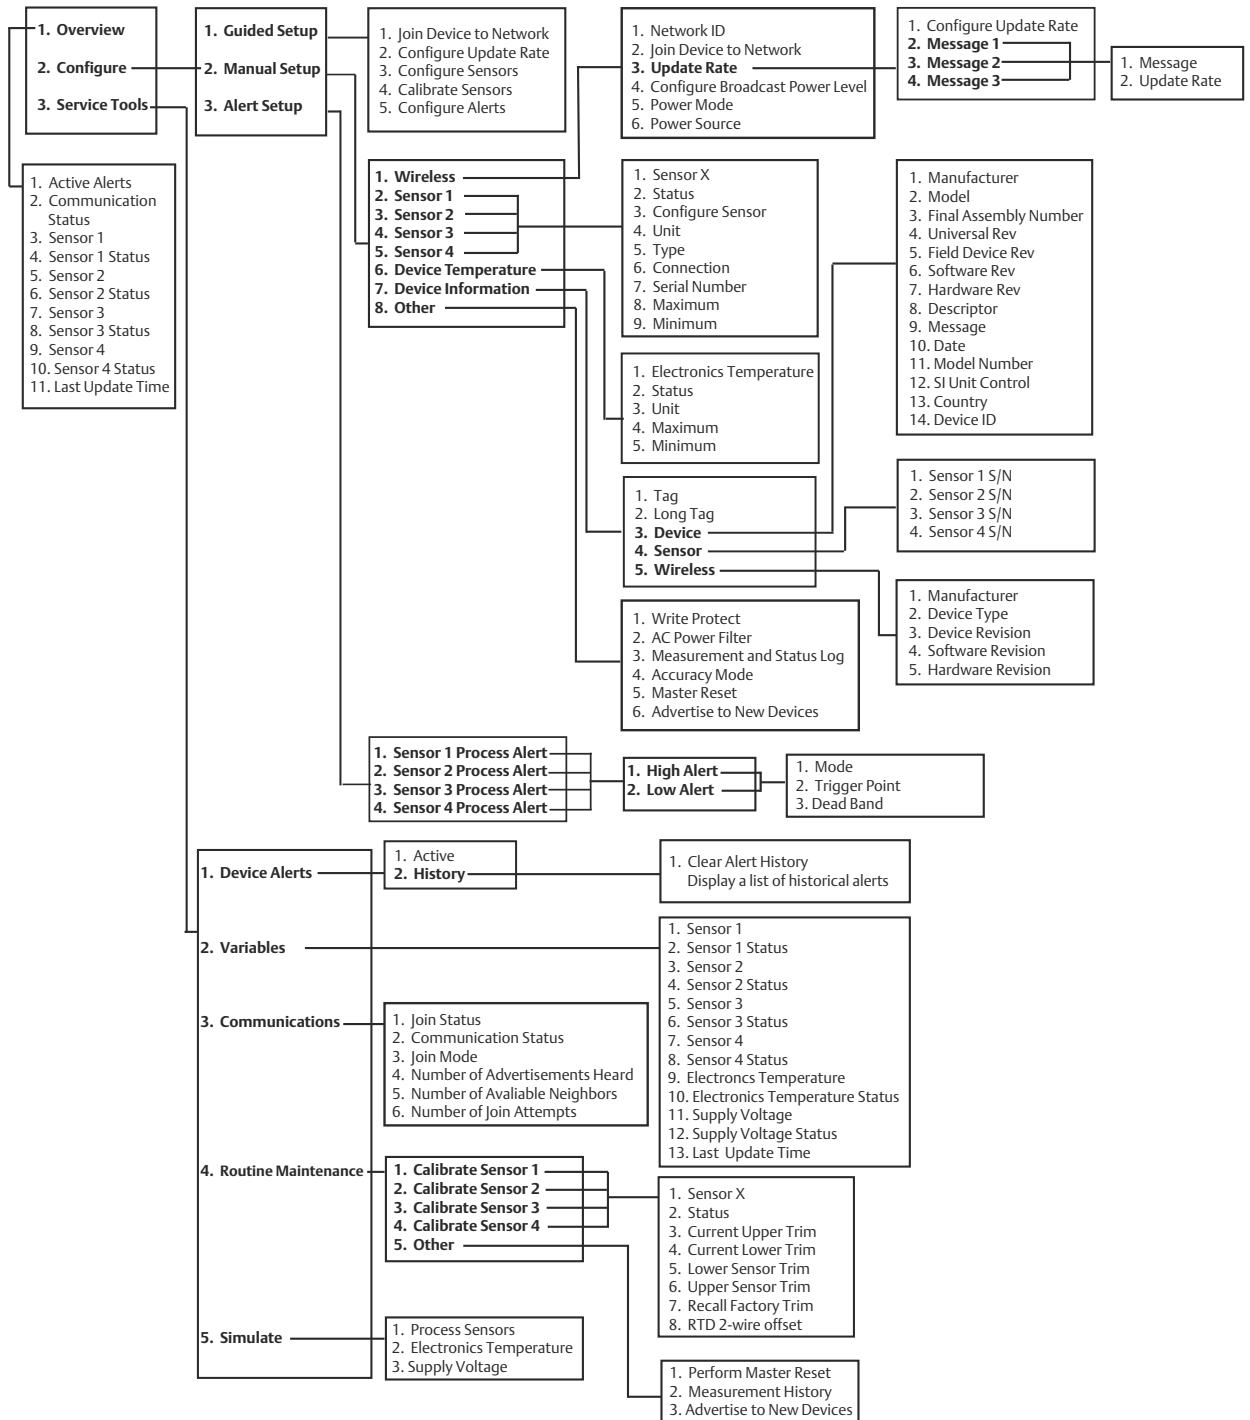 1. Overview
2. Configure
3. Service Tools
1. Guided Setup
2. Manual Setup
3. Alert Setup
1. Join Device to Network
2. Configure Update Rate
3. Configure Sensors
4. Calibrate Sensors
5. Configure Alerts
1. Network ID
2. Join Device to Network
3. Update Rate
4. Configure Broadcast Power Level
5. Power Mode
6. Power Source
1. Configure Update Rate
2. Message 1
3. Message 2
4. Message 3
1. Message
2. Update Rate
1. Active Alerts
2. Communication
Status
3. Sensor 1
4. Sensor 1 Status
5. Sensor 2
6. Sensor 2 Status
7. Sensor 3
8. Sensor 3 Status
9. Sensor 4
10. Sensor 4 Status
11. Last Update Time
1. Wireless
2. Sensor 1
3. Sensor 2
4. Sensor 3
5. Sensor 4
6. Device Temperature
7. Device Information
8. Other
1. Sensor X
2. Status
3. Configure Sensor
4. Unit
5. Type
6. Connection
7. Serial Number
8. Maximum
9. Minimum
1. Manufacturer
2. Model
3. Final Assembly Number
4. Universal Rev
5. Field Device Rev
6. Software Rev
7. Hardware Rev
8. Descriptor
9. Message
10. Date
11. Model Number
12. SI Unit Control
13. Country
14. Device ID
1. Electronics Temperature
2. Status
3. Unit
4. Maximum
5. Minimum
1. Tag
2. Long Tag
3. Device
4. Sensor
5. Wireless
1. Sensor 1 S/N
2. Sensor 2 S/N
3. Sensor 3 S/N
4. Sensor 4 S/N
1. Manufacturer
2. Device Type
3. Device Revision
4. Software Revision
5. Hardware Revision
1. Write Protect
2. AC Power Filter
3. Measurement and Status Log
4. Accuracy Mode
5. Master Reset
6. Advertise to New Devices
1. Sensor 1 Process Alert
2. Sensor 2 Process Alert
3. Sensor 3 Process Alert
4. Sensor 4 Process Alert
1. High Alert
2. Low Alert
1. Mode
2. Trigger Point
3. Dead Band
1. Device Alerts
2. Variables
3. Communications
4. Routine Maintenance
5. Simulate
1. Active
2. History
1. Clear Alert History
Display a list of historical alerts
1. Sensor 1
2. Sensor 1 Status
3. Sensor 2
4. Sensor 2 Status
5. Sensor 3
6. Sensor 3 Status
7. Sensor 4
8. Sensor 4 Status
9. Electroncs Temperature
10. Electronics Temperature Status
11. Supply Voltage
12. Supply Voltage Status
13. Last Update Time
1. Join Status
2. Communication Status
3. Join Mode
4. Number of Advertisements Heard
5. Number of Avaliable Neighbors
6. Number of Join Attempts
1. Calibrate Sensor 1
2. Calibrate Sensor 2
3. Calibrate Sensor 3
4. Calibrate Sensor 4
5. Other
1. Sensor X
2. Status
3. Current Upper Trim
4. Current Lower Trim
5. Lower Sensor Trim
6. Upper Sensor Trim
7. Recall Factory Trim
8. RTD 2-wire offset
1. Process Sensors
2. Electronics Temperature
3. Supply Voltage
1. Perform Master Reset
2. Measurement History
3. Advertise to New Devices